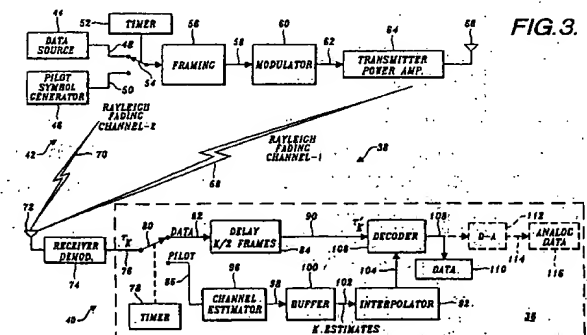 FIG. 3.
44
DATA SOURCE
52
TIMER
48
54
50
PILOT SYMBOL GENERATOR
46
56
FRAMING
58
60
MODULATOR
62
64
TRANSMITTER POWER AMP.
68
RAYLEIGH FADING CHANNEL-2
42
70
RAYLEIGH FADING CHANNEL-1
68
38
72
RECEIVER DEMOD.
74
76
80
DATA
82
DELAY K/2 FRAMES
84
90
DECODER
108
104
D-A
112
114
ANALOG DATA
116
DATA
110
PILOT
86
78
TIMER
96
CHANNEL ESTIMATOR
98
100
BUFFER
102
K ESTIMATES
INTERPOLATOR
92
40
36